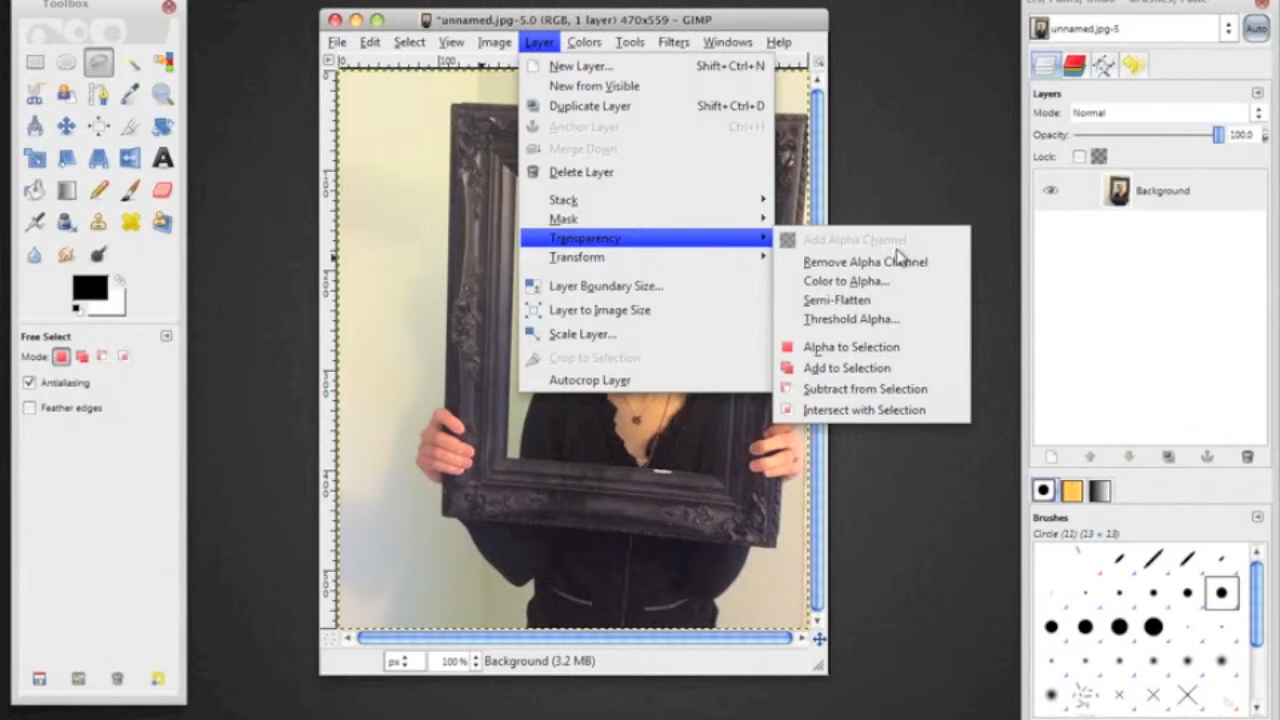 Toolbox
Free Select
Mode:
Antialiasing
Feather edges
*unnamed.jpg-5.0 (RGB, 1 layer) 470x559 – GIMP
File Edit Select View Image Layer Colors Tools Filters Windows Help
0 100
New Layer... Shift+Ctrl+N
New from Visible
Duplicate Layer Shift+Ctrl+D
Anchor Layer Ctrl+H
Merge Down
Delete Layer
Stack
Mask
Transparency
Transform
Layer Boundary Size...
Layer to Image Size
Scale Layer...
Crop to Selection
Autocrop Layer
Add Alpha Channel
Remove Alpha Channel
Color to Alpha...
Semi-Flatten
Threshold Alpha...
Alpha to Selection
Add to Selection
Subtract from Selection
Intersect with Selection
px 100% Background (3.2 MB)
unnamed.jpg-5 Auto
Layers
Mode: Normal
Opacity: 100.0
Lock:
Background
Brushes
Circle (11) (13 × 13)